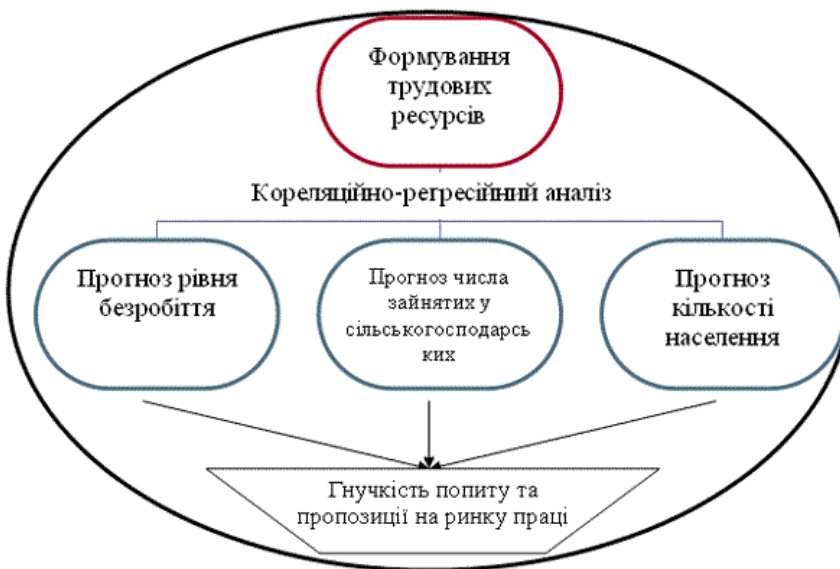 Формування
трудових
ресурсів
Кореляційно-регресійний аналіз
Прогноз рівня
безробіття
Прогноз числа
зайнятих у
сільськогосподарсь
ких
Прогноз
кількості
населення
Гнучкість попиту та
пропозиції на ринку праці